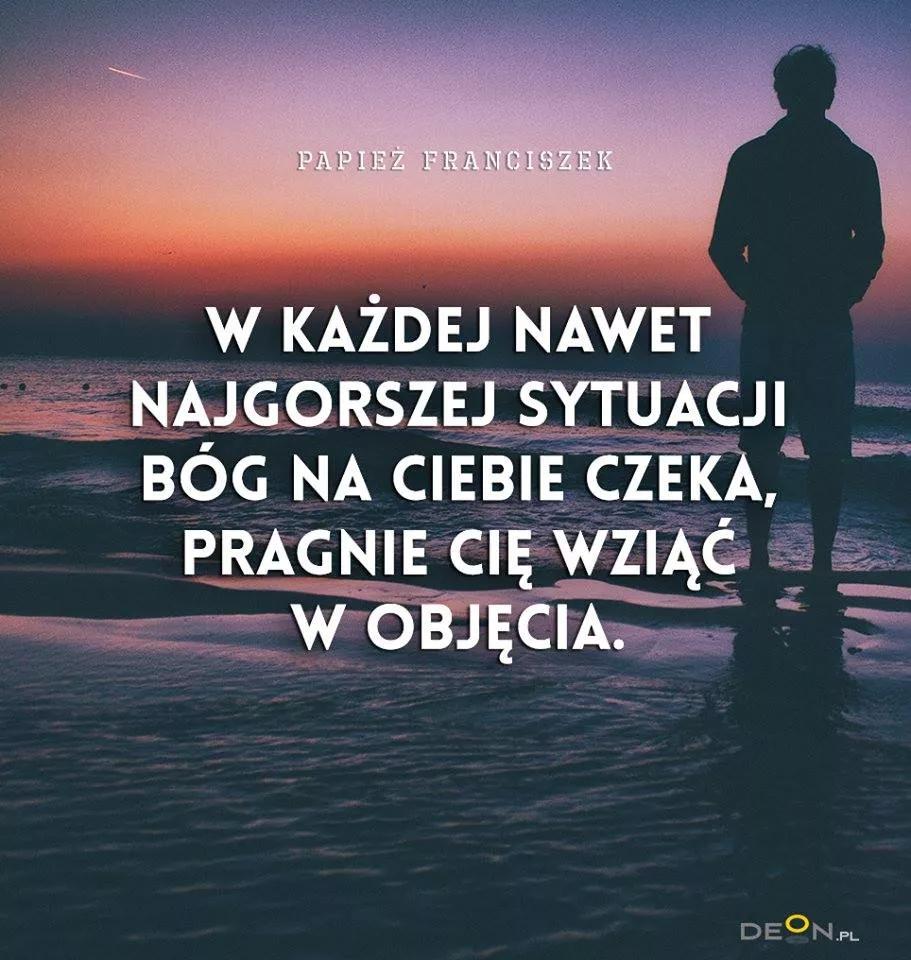 PAPIEŻ FRANCISZEK
W KAŻDEJ NAWET
NAJGORSZEJ SYTUACJI
BÓG NA CIEBIE CZEKA,
PRAGNIE CIĘ WZIĄĆ
W OBJĘCIA.
DEON.PL